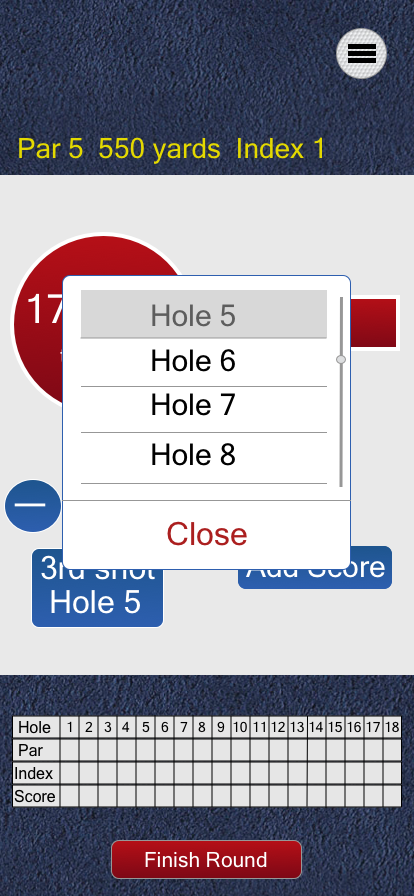 Par 5 550 yards Index 1
Hole 5
Hole 6
Hole 7
Hole 8
Close
3rd shot
Hole 5
Add Score
Hole 1 2 3 4 5 6 7 8 9 10 11 12 13 14 15 16 17 18
Par
Index
Score
Finish Round